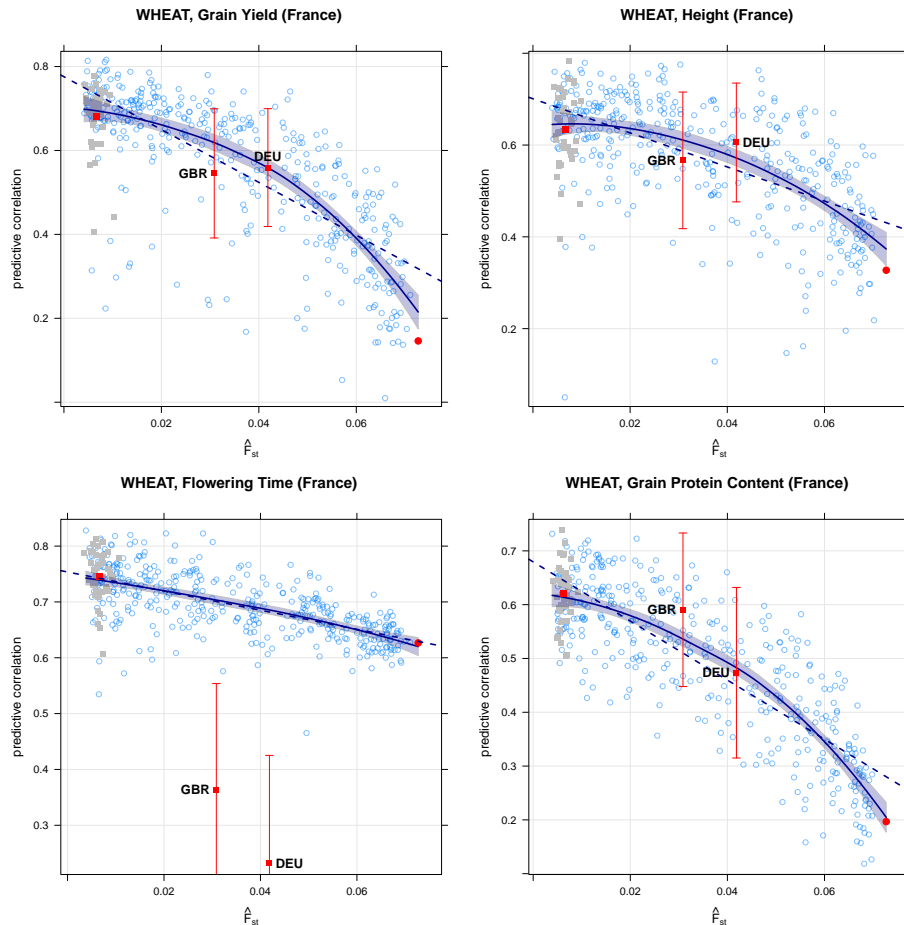 WHEAT, Grain Yield (France)
predictive correlation
0.8
0.6
0.4
0.2
GBR
DEU
0.02 0.04 0.06
F̂st
WHEAT, Height (France)
predictive correlation
0.6
0.4
0.2
GBR
DEU
0.02 0.04 0.06
F̂st
WHEAT, Flowering Time (France)
predictive correlation
0.8
0.7
0.6
0.5
0.4
0.3
GBR
DEU
0.02 0.04 0.06
F̂st
WHEAT, Grain Protein Content (France)
predictive correlation
0.7
0.6
0.5
0.4
0.3
0.2
GBR
DEU
0.02 0.04 0.06
F̂st